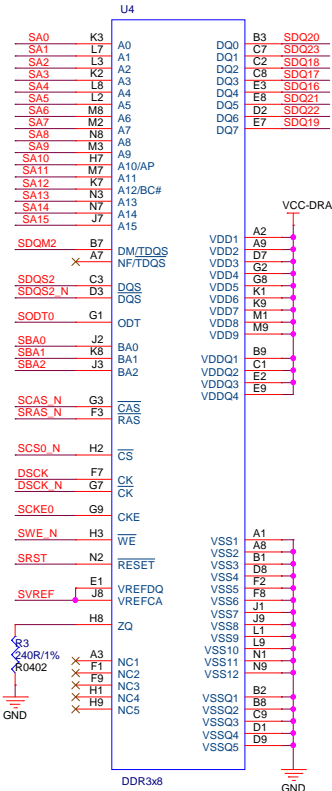 U4
SA0 K3 A0 DQ0 B3 SDQ20
SA1 L7 A1 DQ1 C7 SDQ23
SA2 L3 A2 DQ2 C2 SDQ18
SA3 K2 A3 DQ3 C8 SDQ17
SA4 L8 A4 DQ4 E3 SDQ16
SA5 L2 A5 DQ5 E8 SDQ21
SA6 M8 A6 DQ6 D2 SDQ22
SA7 M2 A7 DQ7 E7 SDQ19
SA8 N8 A8
SA9 M3 A9
SA10 H7 A10/AP
SA11 M7 A11
SA12 K7 A12/BC#
SA13 N3 A13
SA14 N7 A14
SA15 J7 A15
VCC-DRA
SDQM2 B7 DM/TDQS
A7 NF/TDQS
SDQS2 C3 DQS
SDQS2_N D3 DQS
SODT0 G1 ODT
SBA0 J2 BA0
SBA1 K8 BA1
SBA2 J3 BA2
VDD1 A2
VDD2 A9
VDD3 D7
VDD4 G2
VDD5 G8
VDD6 K1
VDD7 K9
VDD8 M1
VDD9 M9
VDDQ1 B9
VDDQ2 C1
VDDQ3 E2
VDDQ4 E9
SCAS_N G3 CAS
SRAS_N F3 RAS
SCS0_N H2 CS
DSCK F7 CK
DSCK_N G7 CK
SCKE0 G9 CKE
SWE_N H3 WE
SRST N2 RESET
SVREF E1 VREFDQ
J8 VREFCA
H8 ZQ
R3
240R/1%
R0402
GND
A3 NC1
F1 NC2
F9 NC3
H1 NC4
H9 NC5
VSS1 A1
VSS2 A8
VSS3 B1
VSS4 D8
VSS5 F2
VSS6 F8
VSS7 J1
VSS8 J9
VSS9 L1
VSS10 L9
VSS11 N1
VSS12 N9
VSSQ1 B2
VSSQ2 B8
VSSQ3 C9
VSSQ4 D1
VSSQ5 D9
GND
DDR3x8